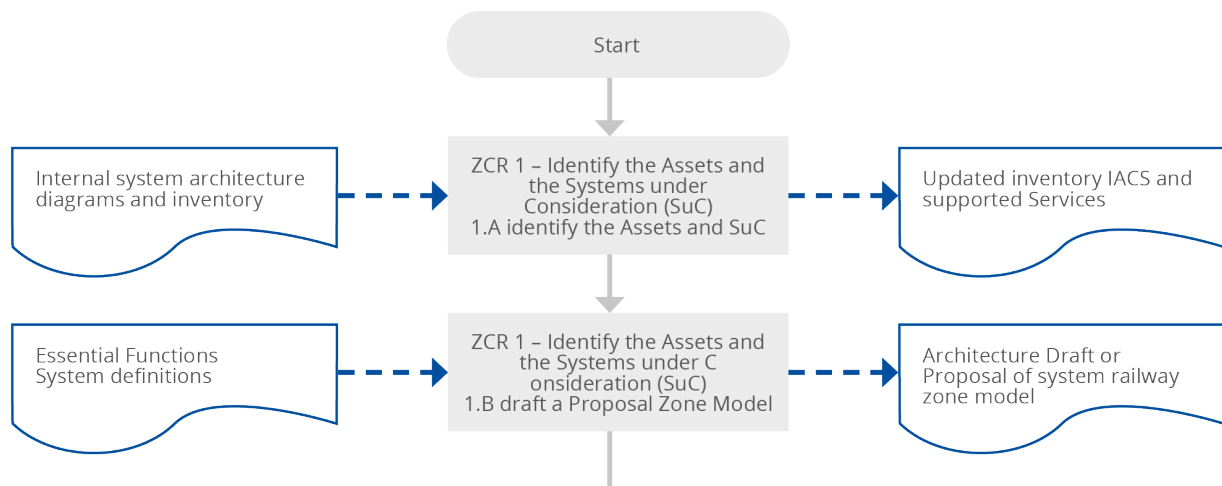 Start
Internal system architecture
diagrams and inventory
ZCR 1 – Identify the Assets and
the Systems under
Consideration (SuC)
1.A identify the Assets and SuC
Updated inventory IACS and
supported Services
Essential Functions
System definitions
ZCR 1 – Identify the Assets and
the Systems under C
onsideration (SuC)
1.B draft a Proposal Zone Model
Architecture Draft or
Proposal of system railway
zone model